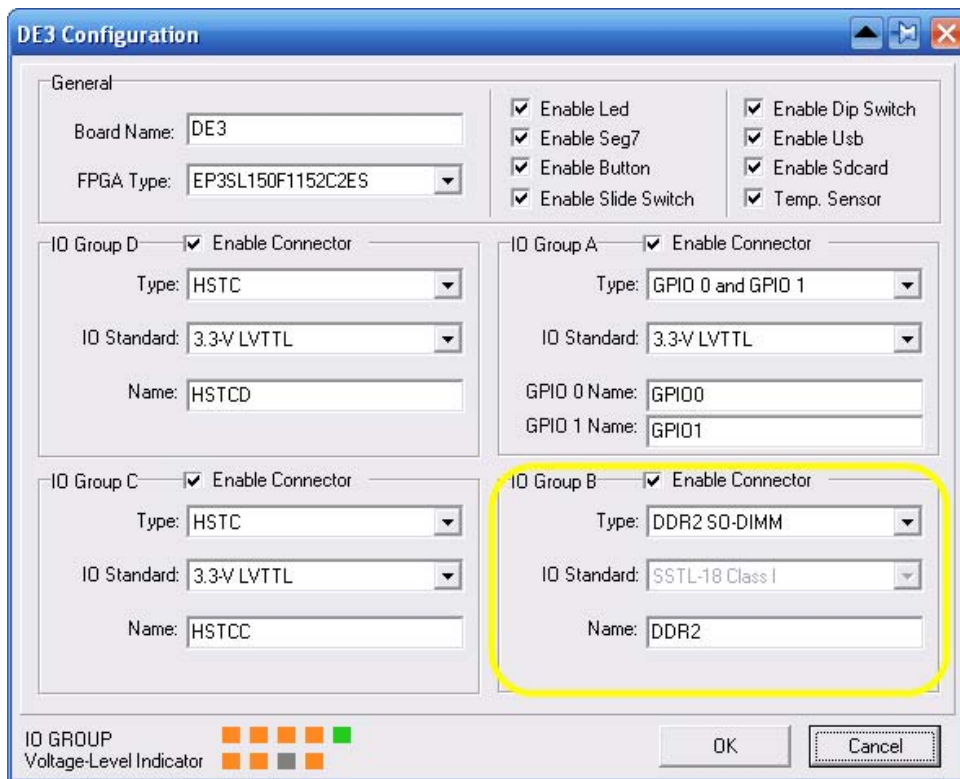 DE3 Configuration
General
Board Name: DE3
FPGA Type: EP3SL150F1152C2ES
Enable Led
Enable Seg7
Enable Button
Enable Slide Switch
Enable Dip Switch
Enable Usb
Enable Sdcard
Temp. Sensor
IO Group D Enable Connector
Type: HSTC
IO Standard: 3.3-V LVTTL
Name: HSTCD
IO Group A Enable Connector
Type: GPIO 0 and GPIO 1
IO Standard: 3.3-V LVTTL
GPIO 0 Name: GPIO0
GPIO 1 Name: GPIO1
IO Group C Enable Connector
Type: HSTC
IO Standard: 3.3-V LVTTL
Name: HSTCC
IO Group B Enable Connector
Type: DDR2 SO-DIMM
IO Standard: SSTL-18 Class I
Name: DDR2
IO GROUP
Voltage-Level Indicator
OK
Cancel